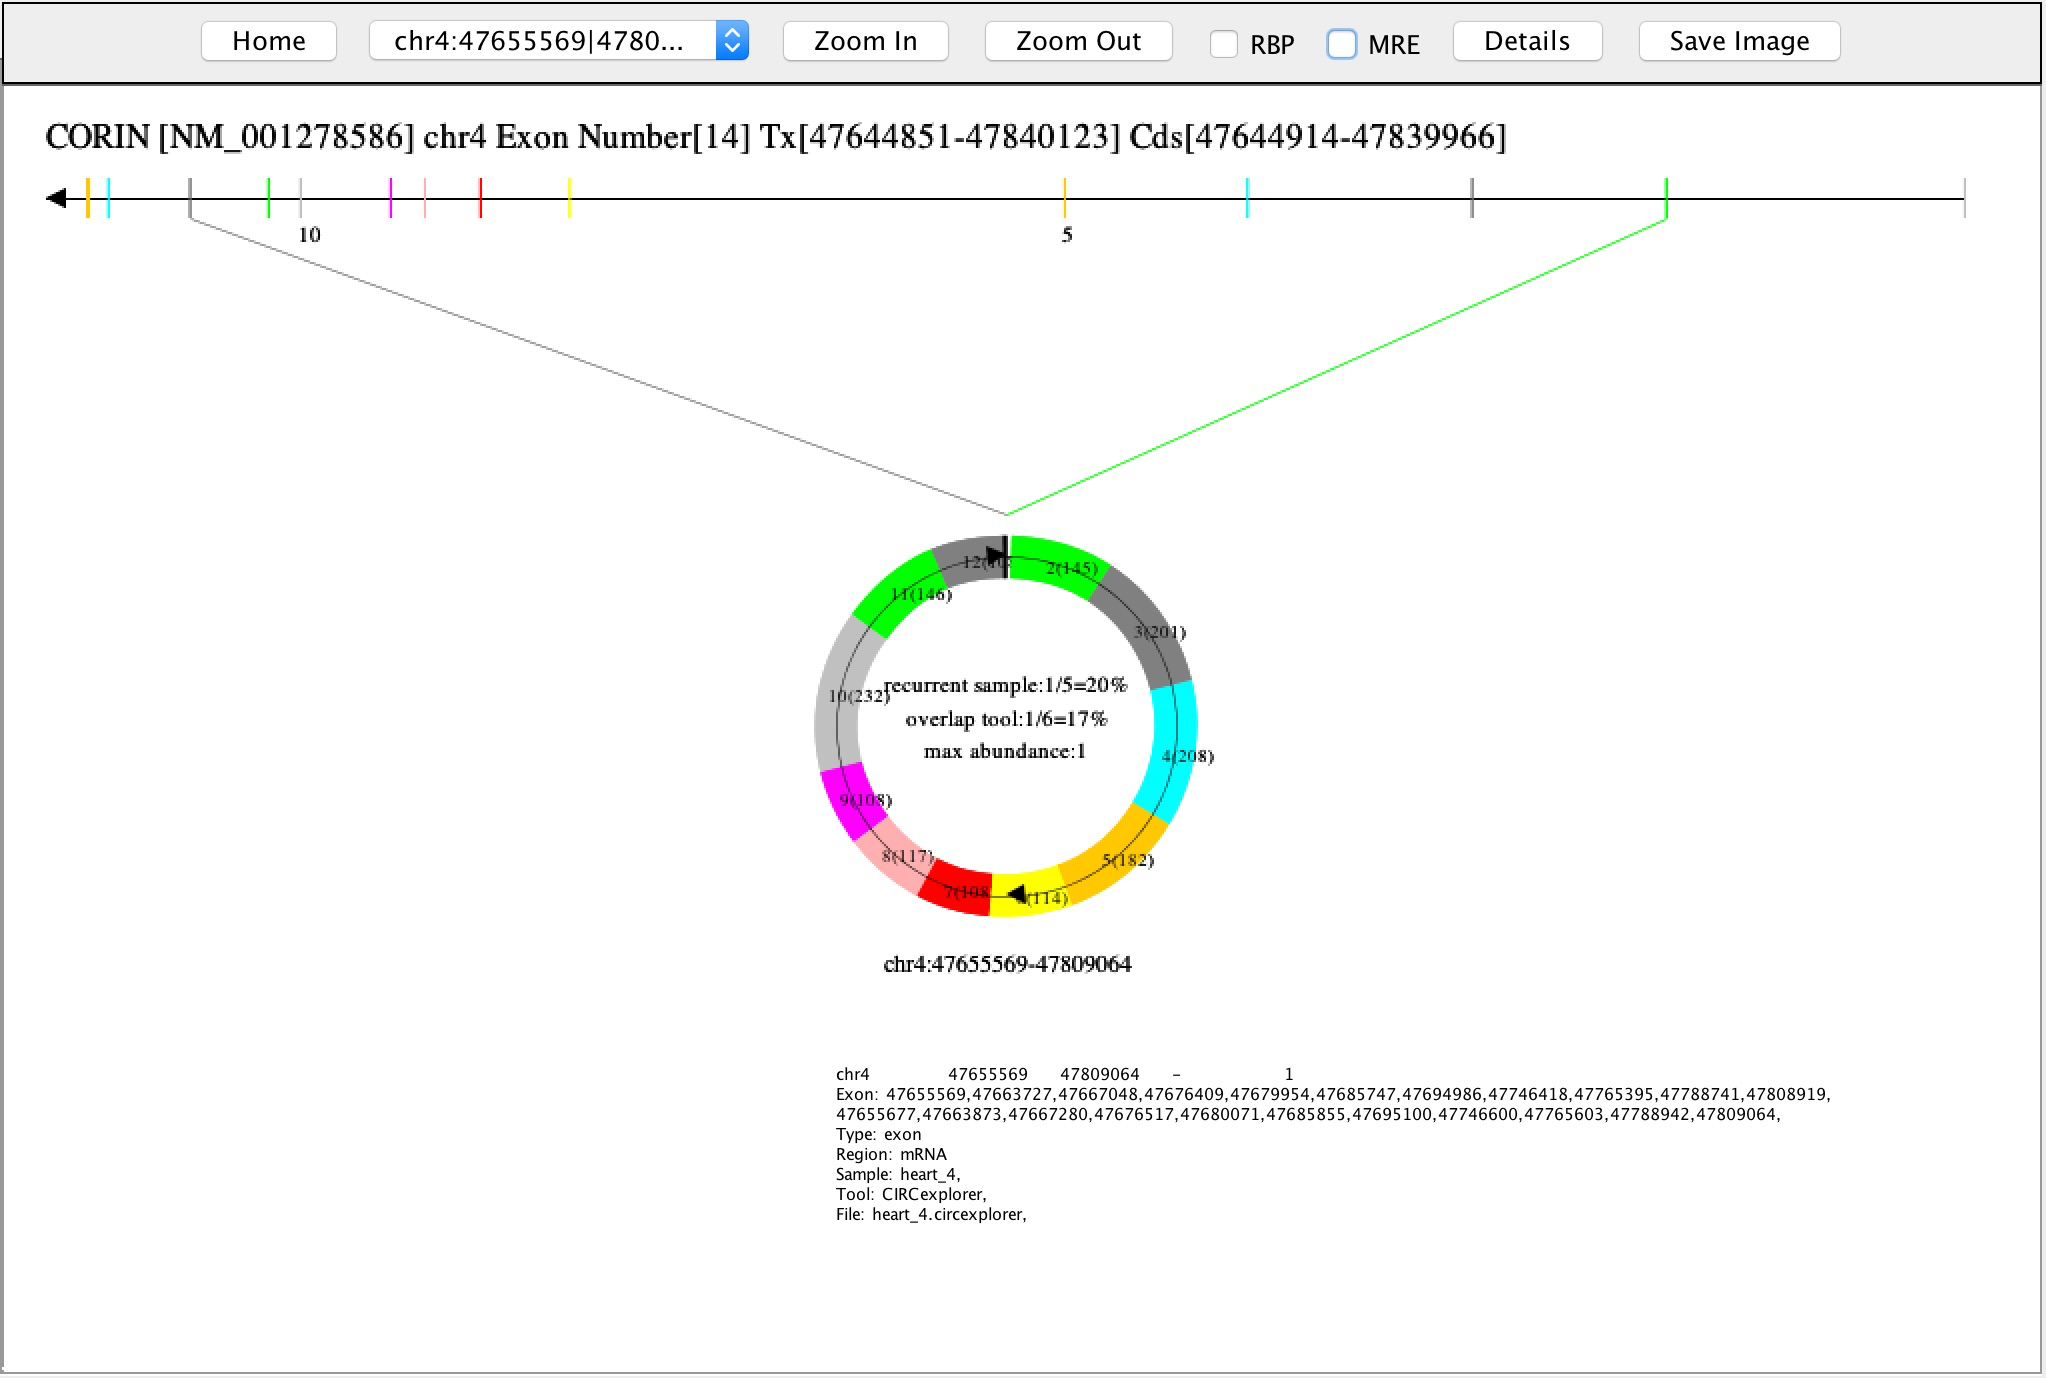 Home chr4:47655569|4780... Zoom In Zoom Out RBP MRE Details Save Image
CORIN [NM_001278586] chr4 Exon Number[14] Tx[47644851-47840123] Cds[47644914-47839966]
10 5
2(145)
11(146)
3(201)
recurrent sample:1/5=20%
10(232)
overlap tool:1/6=17%
max abundance:1
4(208)
9(108)
8(117) 5(182)
7(108
(114)
chr4:47655569-47809064
chr4 47655569 47809064 - 1
Exon: 47655569,47663727,47667048,47676409,47679954,47685747,47694986,47746418,47765395,47788741,47808919,
47655677,47663873,47667280,47676517,47680071,47685855,47695100,47746600,47765603,47788942,47809064,
Type: exon
Region: mRNA
Sample: heart_4,
Tool: CIRCexplorer,
File: heart_4.circexplorer,